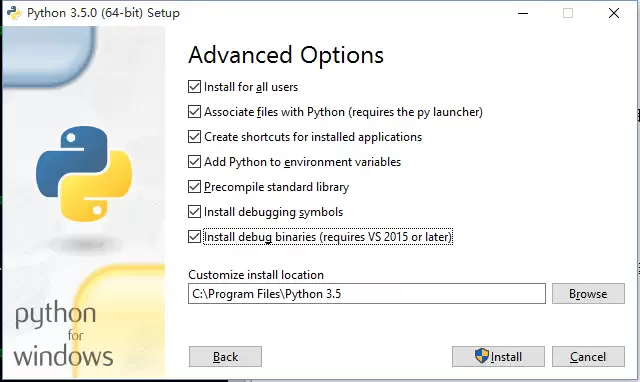 Python 3.5.0 (64-bit) Setup
Advanced Options
Install for all users
Associate files with Python (requires the py launcher)
Create shortcuts for installed applications
Add Python to environment variables
Precompile standard library
Install debugging symbols
Install debug binaries (requires VS 2015 or later)
Customize install location
C:\Program Files\Python 3.5
Browse
python
for
windows
Back
Install
Cancel